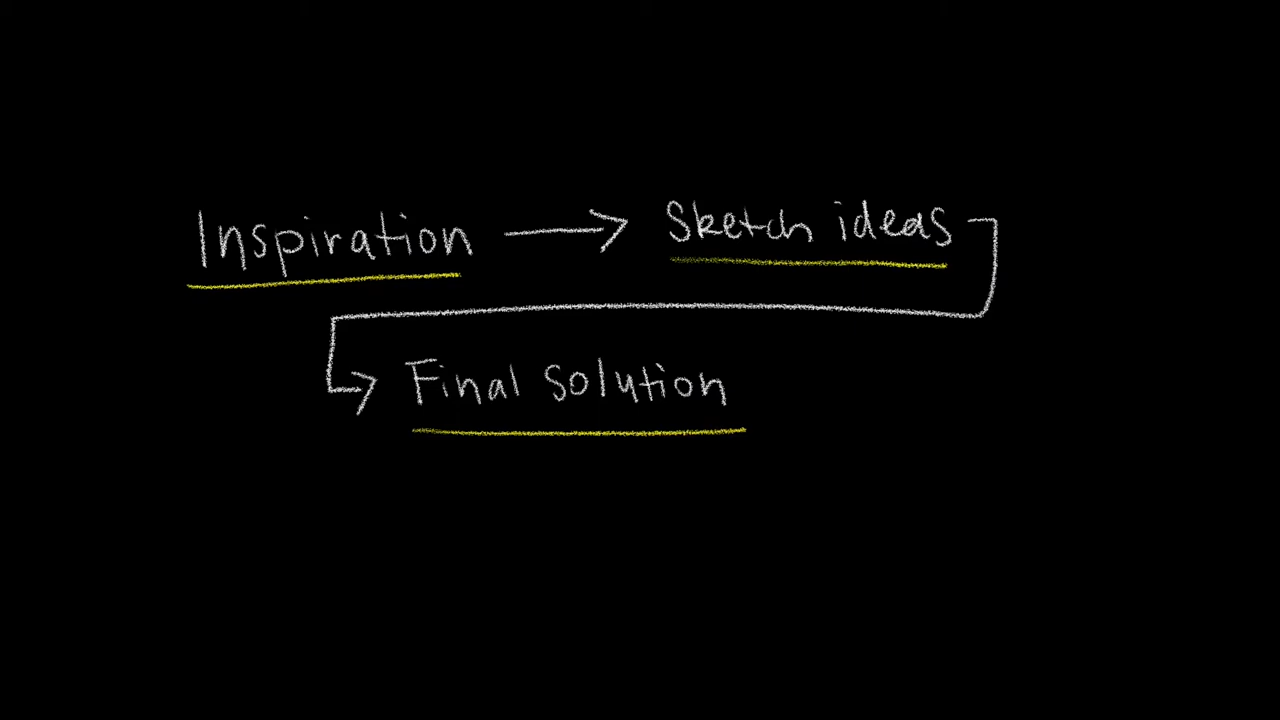 Inspiration → Sketch ideas
→ Final solution